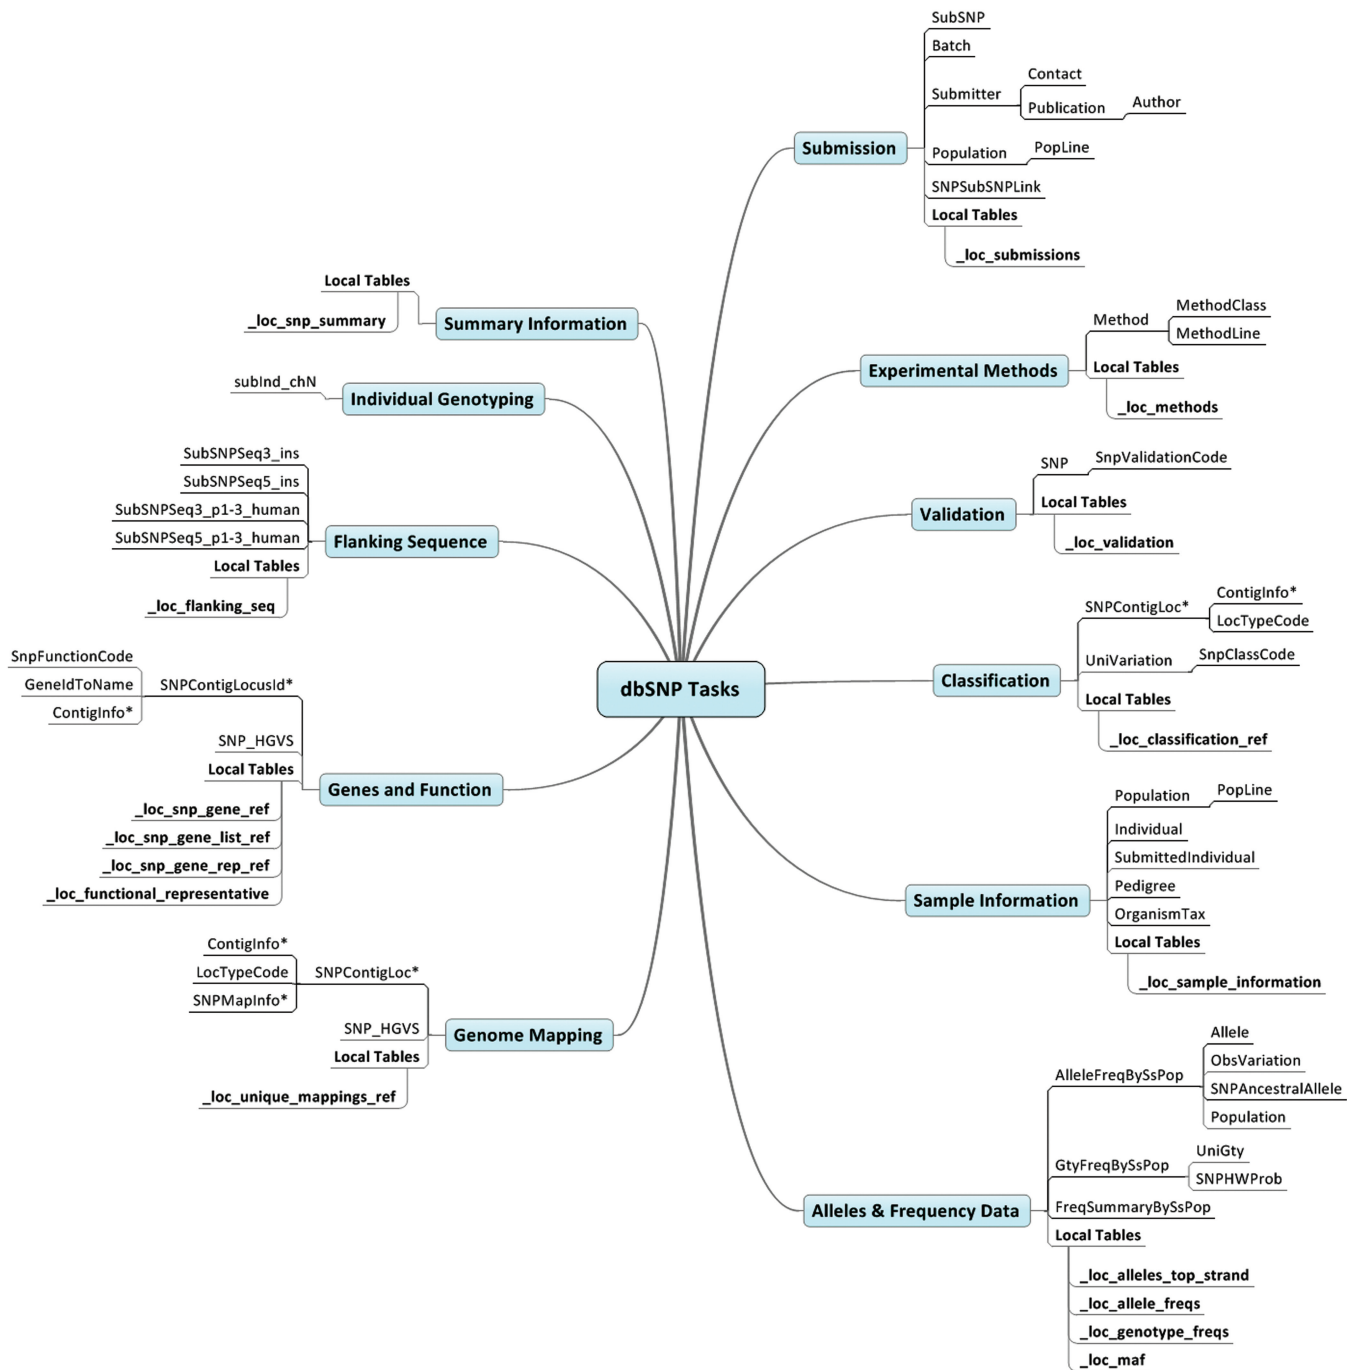 SubSNP
Batch
Submitter
Contact
Publication
Author
Submission
Population
PopLine
SNPSubSNPLink
Local Tables
_loc_submissions
Local Tables
_loc_snp_summary
Summary Information
Method
MethodClass
MethodLine
Experimental Methods
Local Tables
_loc_methods
subInd_chN
Individual Genotyping
SNP
SnpValidationCode
Validation
Local Tables
_loc_validation
SubSNPSeq3_ins
SubSNPSeq5_ins
SubSNPSeq3_p1-3_human
SubSNPSeq5_p1-3_human
Flanking Sequence
Local Tables
_loc_flanking_seq
SNPContigLoc*
ContigInfo*
LocTypeCode
UniVariation
SnpClassCode
Classification
Local Tables
_loc_classification_ref
dbSNP Tasks
SnpFunctionCode
GeneIdToName
ContigInfo*
SNPContigLocusId*
SNP_HGVS
Local Tables
Genes and Function
_loc_snp_gene_ref
_loc_snp_gene_list_ref
_loc_snp_gene_rep_ref
_loc_functional_representative
Population
PopLine
Individual
SubmittedIndividual
Pedigree
OrganismTax
Sample Information
Local Tables
_loc_sample_information
ContigInfo*
LocTypeCode
SNPMapInfo*
SNPContigLoc*
SNP_HGVS
Genome Mapping
Local Tables
_loc_unique_mappings_ref
AlleleFreqBySsPop
Allele
ObsVariation
SNPAncestralAllele
Population
GtyFreqBySsPop
UniGty
SNPHWProb
Alleles & Frequency Data
FreqSummaryBySsPop
Local Tables
_loc_alleles_top_strand
_loc_allele_freqs
_loc_genotype_freqs
_loc_maf